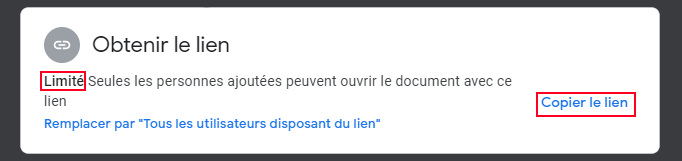 Obtenir le lien
Limité Seules les personnes ajoutées peuvent ouvrir le document avec ce
lien
Copier le lien
Remplacer par "Tous les utilisateurs disposant du lien"